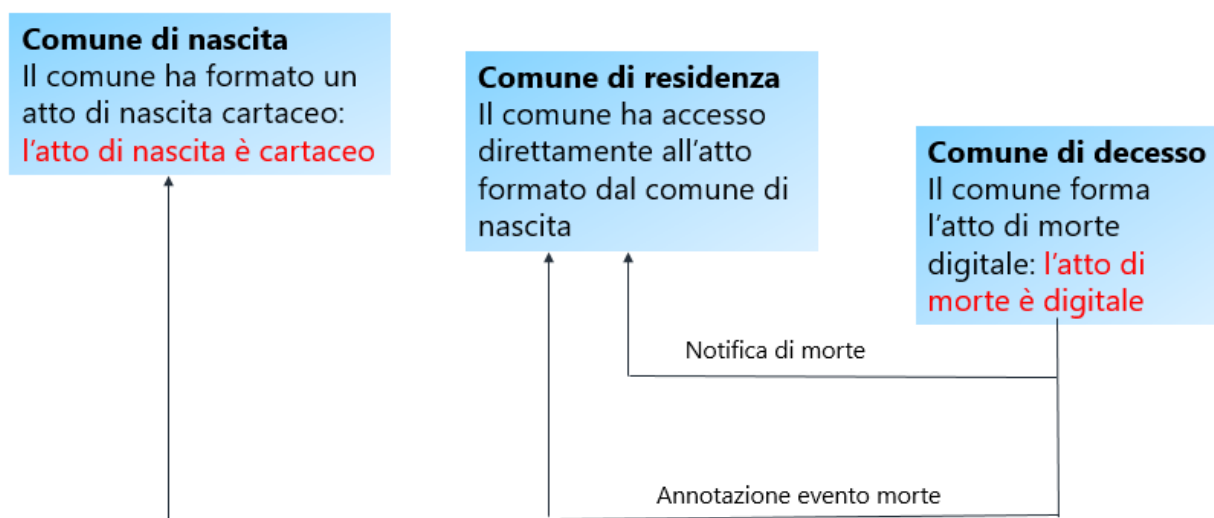 Comune di nascita
Il comune ha formato un
atto di nascita cartaceo:
l'atto di nascita è cartaceo
Comune di residenza
Il comune ha accesso
direttamente all'atto
formato dal comune di
nascita
Comune di decesso
Il comune forma
l'atto di morte
digitale: l'atto di
morte è digitale
Notifica di morte
Annotazione evento morte